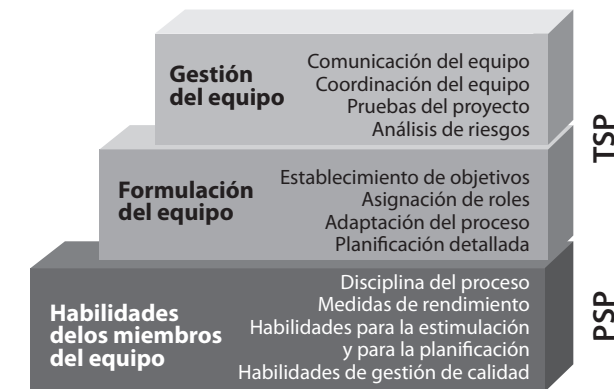 Gestión
del equipo
Comunicación del equipo
Coordinación del equipo
Pruebas del proyecto
Análisis de riesgos
TSP
Formulación
del equipo
Establecimiento de objetivos
Asignación de roles
Adaptación del proceso
Planificación detallada
Habilidades
delos miembros
del equipo
Disciplina del proceso
Medidas de rendimiento
Habilidades para la estimulación
y para la planificación
Habilidades de gestión de calidad
PSP